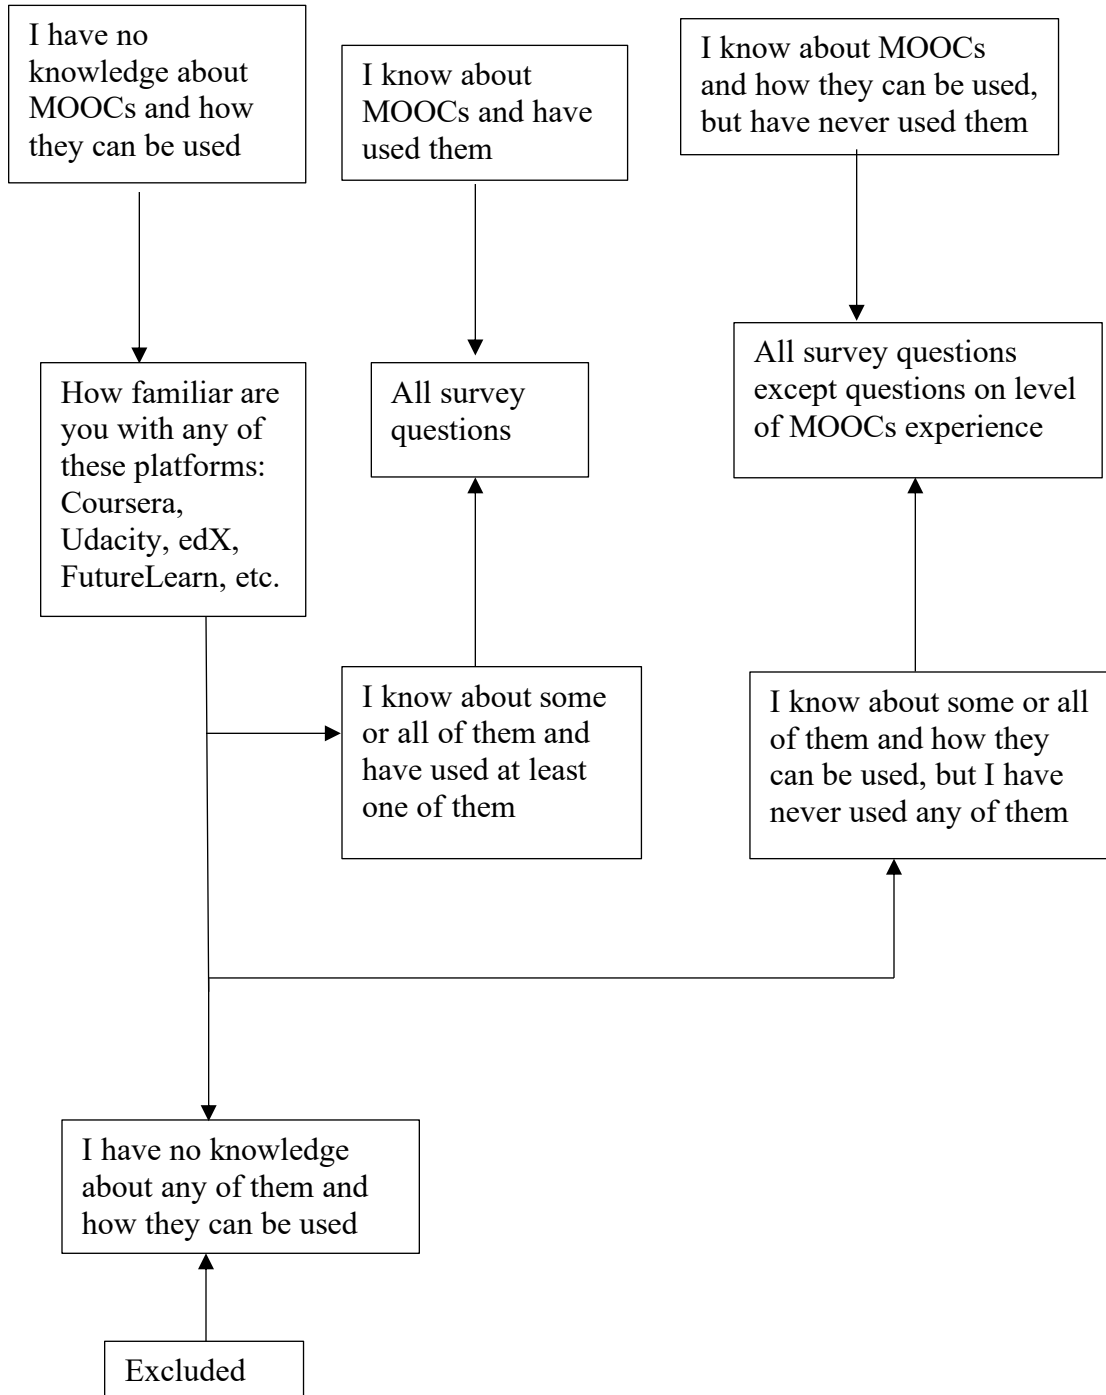 I have no
knowledge about
MOOCs and how
they can be used
I know about
MOOCs and have
used them
I know about MOOCs
and how they can be used,
but have never used them
How familiar are
you with any of
these platforms:
Coursera,
Udacity, edX,
FutureLearn, etc.
All survey
questions
All survey questions
except questions on level
of MOOCs experience
I know about some
or all of them and
have used at least
one of them
I know about some or all
of them and how they
can be used, but I have
never used any of them
I have no knowledge
about any of them and
how they can be used
Excluded